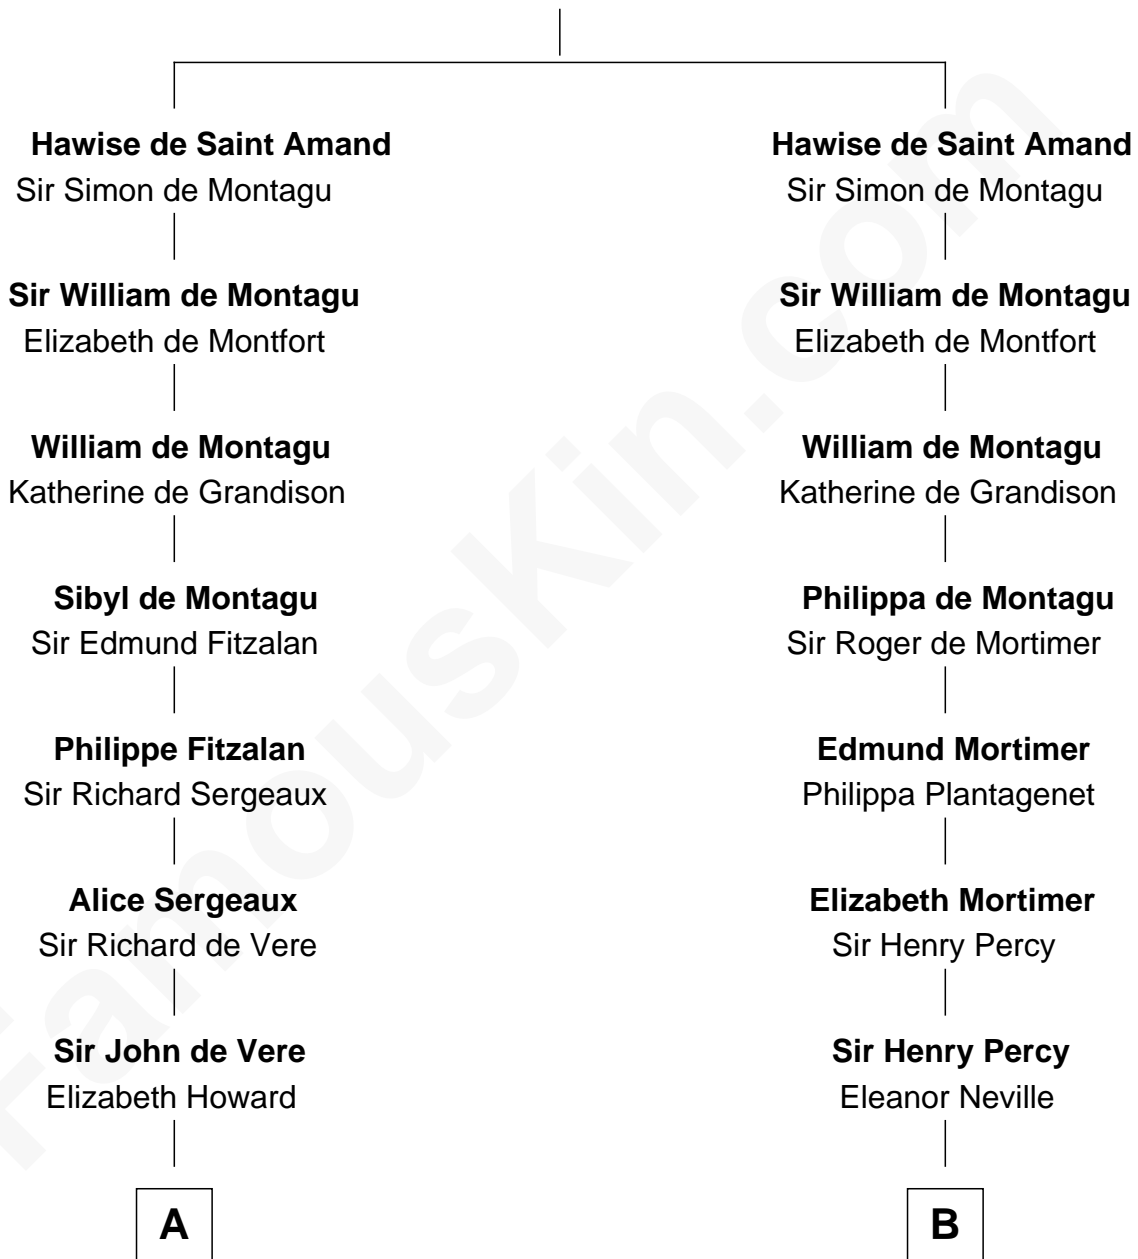 Hawise de Saint Amand
Sir Simon de Montagu
Sir William de Montagu
Elizabeth de Montfort
William de Montagu
Katherine de Grandison
Sibyl de Montagu
Sir Edmund Fitzalan
Philippe Fitzalan
Sir Richard Sergeaux
Alice Sergeaux
Sir Richard de Vere
Sir John de Vere
Elizabeth Howard
A
Hawise de Saint Amand
Sir Simon de Montagu
Sir William de Montagu
Elizabeth de Montfort
William de Montagu
Katherine de Grandison
Philippa de Montagu
Sir Roger de Mortimer
Edmund Mortimer
Philippa Plantagenet
Elizabeth Mortimer
Sir Henry Percy
Sir Henry Percy
Eleanor Neville
B
FamousKin.com